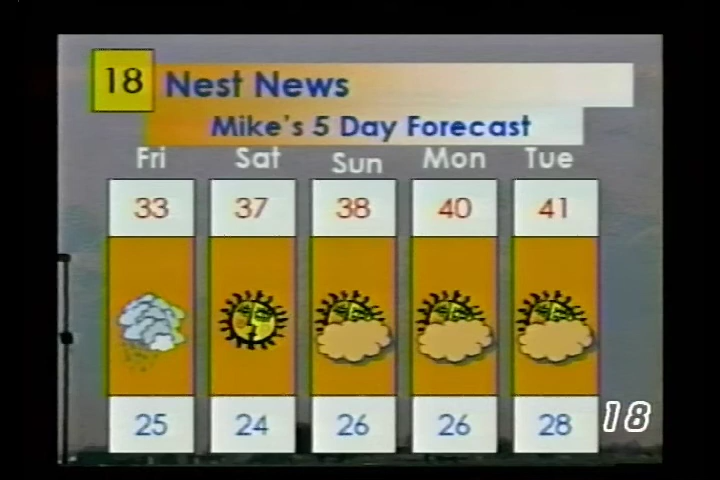 18 Nest News
Mike's 5 Day Forecast
Fri Sat Sun Mon Tue
33 37 38 40 41
25 24 26 26 28
18